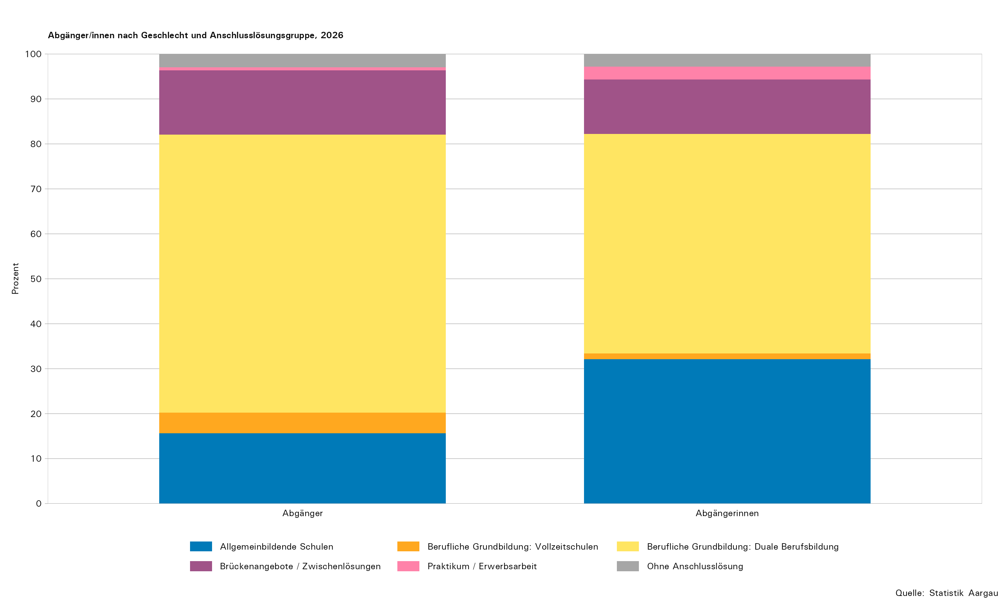 Abgänger/innen nach Geschlecht und Anschlusslösungsgruppe, 2026
100
90
80
70
60
50
40
30
20
10
0
Prozent
Abgänger Abgängerinnen
Allgemeinbildende Schulen Berufliche Grundbildung: Vollzeitschulen Berufliche Grundbildung: Duale Berufsbildung
Brückenangebote / Zwischenlösungen Praktikum / Erwerbsarbeit Ohne Anschlusslösung
Quelle: Statistik Aargau